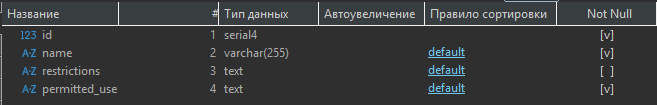 Название # Тип данных Автоувеличение Правило сортировки Not Null
123 id 1 serial4 [v]
A-Z name 2 varchar(255) default [v]
A-Z restrictions 3 text default [ ]
A-Z permitted_use 4 text default [v]